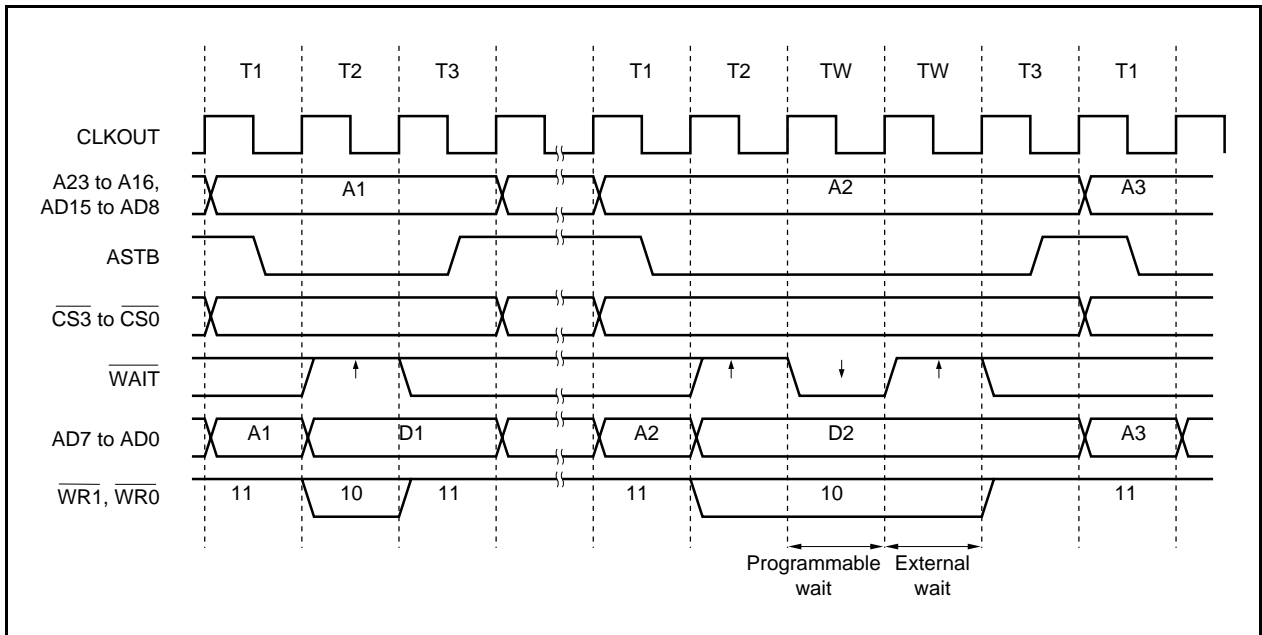 T1 T2 T3 T1 T2 TW TW T3 T1
CLKOUT
A23 to A16,
AD15 to AD8
A1 A2 A3
ASTB
CS3 to CS0
WAIT
AD7 to AD0
A1 D1 A2 D2 A3
WR1, WR0
11 10 11 11 10 11
Programmable
wait
External
wait